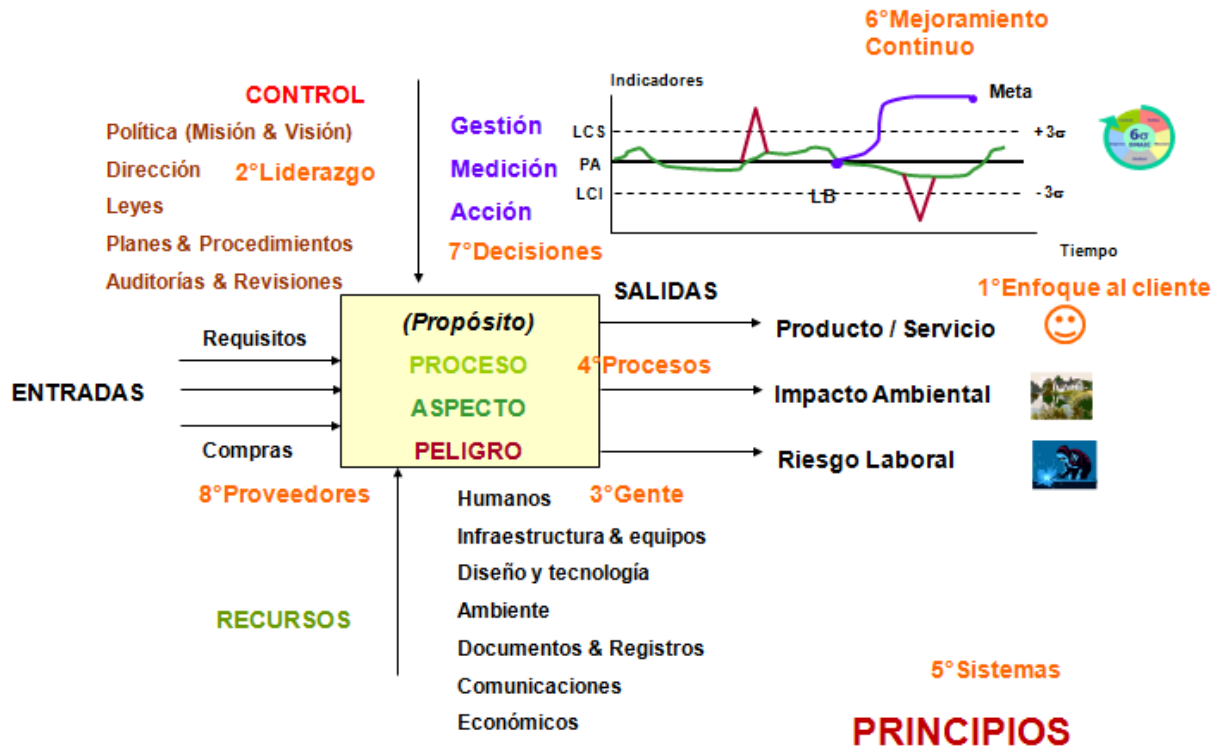 6°Mejoramiento
Continuo
Indicadores
CONTROL
Política (Misión & Visión)
Dirección
2°Liderazgo
Leyes
Planes & Procedimientos
Auditorías & Revisiones
Gestión
Medición
Acción
7°Decisiones
LCS
PA
LCI
LB
Meta
+3σ
-3σ
6σ
Tiempo
ENTRADAS
Requisitos
Compras
8°Proveedores
(Propósito)
PROCESO
ASPECTO
PELIGRO
4°Procesos
SALIDAS
1°Enfoque al cliente
Producto / Servicio
Impacto Ambiental
Riesgo Laboral
RECURSOS
3°Gente
Humanos
Infraestructura & equipos
Diseño y tecnología
Ambiente
Documentos & Registros
Comunicaciones
Económicos
5°Sistemas
PRINCIPIOS